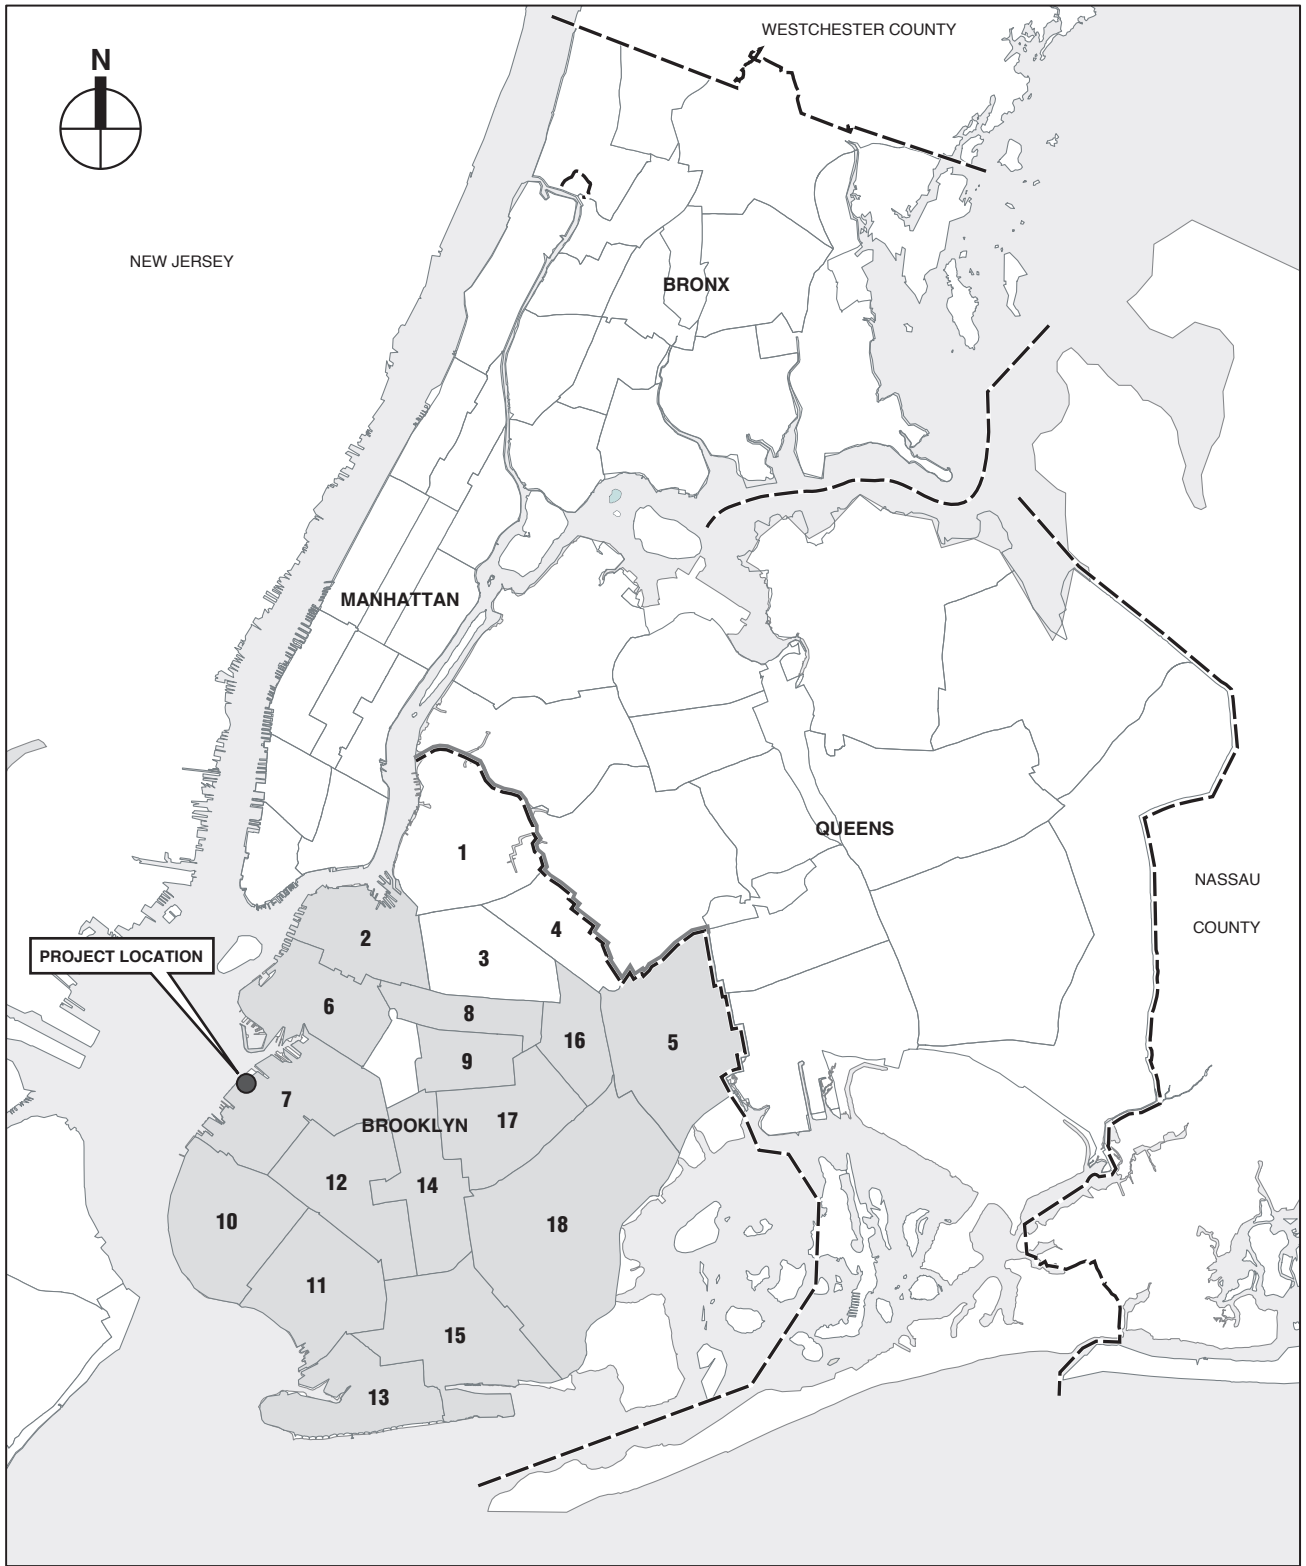 WESTCHESTER COUNTY
N
NEW JERSEY
BRONX
MANHATTAN
QUEENS
1
NASSAU
COUNTY
4
2
3
PROJECT LOCATION
6
8
16
5
9
7
17
BROOKLYN
12
14
10
18
11
15
13